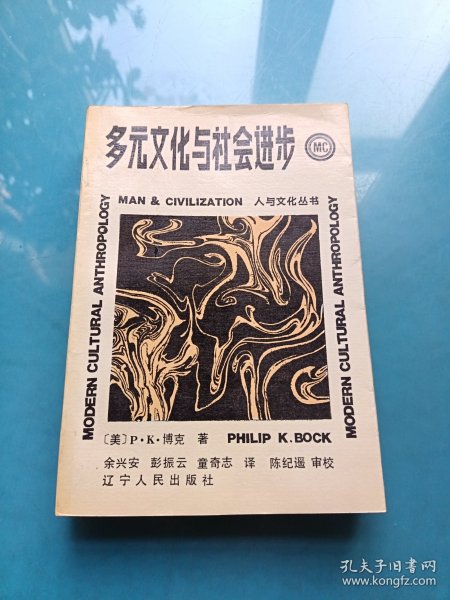 多元文化与社会进步
MC
MAN & CIVILIZATION 人与文化丛书
MODERN CULTURAL ANTHROPOLOGY
MODERN CULTURAL ANTHROPOLOGY
〔美〕P·K·博克 著 PHILIP K.BOCK
余兴安 彭振云 童奇志 译 陈纪遥 审校
辽宁人民出版社
孔夫子旧书网
www.kongfz.com